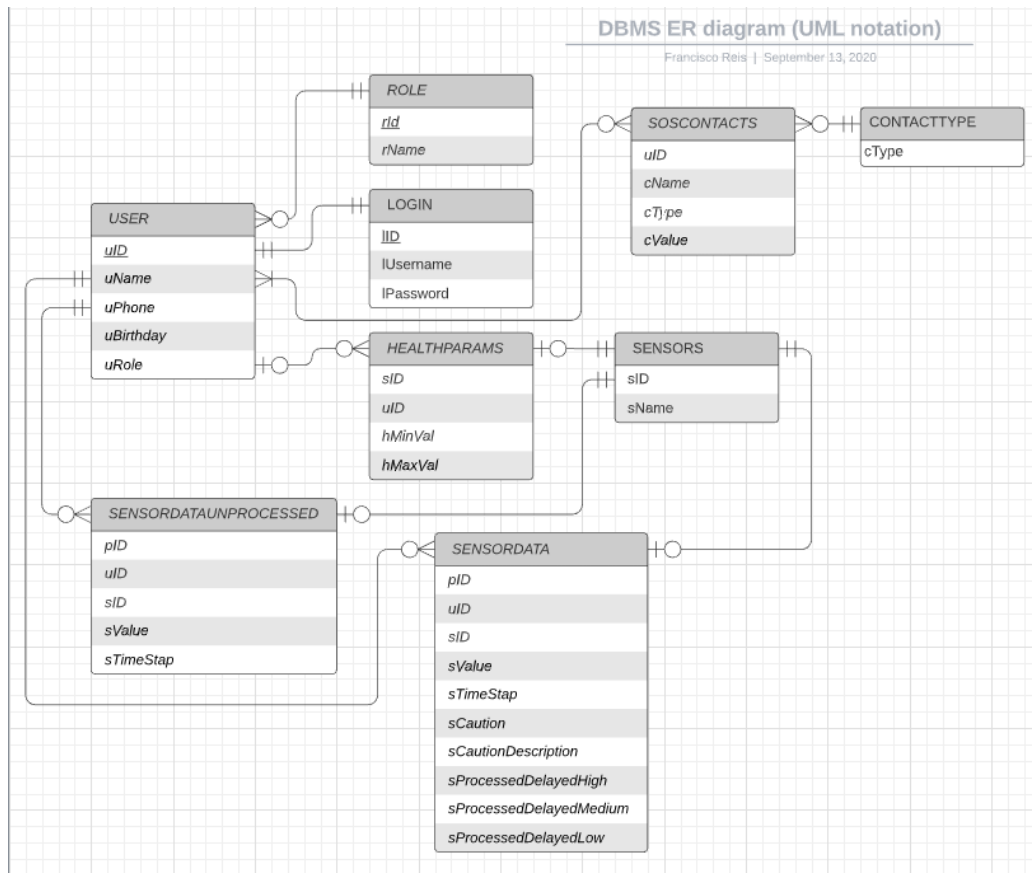 DBMS ER diagram (UML notation)
Francisco Reis | September 13, 2020
ROLE
rId
rName
LOGIN
lID
lUsername
lPassword
SOSCONTACTS
uID
cName
cType
cValue
CONTACTTYPE
cType
USER
uID
uName
uPhone
uBirthday
uRole
HEALTHPARAMS
sID
uID
hMinVal
hMaxVal
SENSORS
sID
sName
SENSORDATAUNPROCESSED
pID
uID
sID
sValue
sTimeStap
SENSORDATA
pID
uID
sID
sValue
sTimeStap
sCaution
sCautionDescription
sProcessedDelayedHigh
sProcessedDelayedMedium
sProcessedDelayedLow